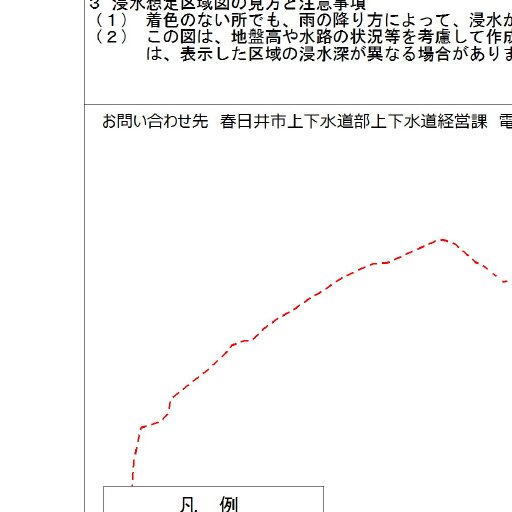 3 浸水想定区域図の見方と注意事項
(1) 着色のない所でも、雨の降り方によって、浸水が
(2) この図は、地盤高や水路の状況等を考慮して作成
は、表示した区域の浸水深が異なる場合がありま
お問い合わせ先 春日井市上下水道部上下水道経営課 電
凡 例